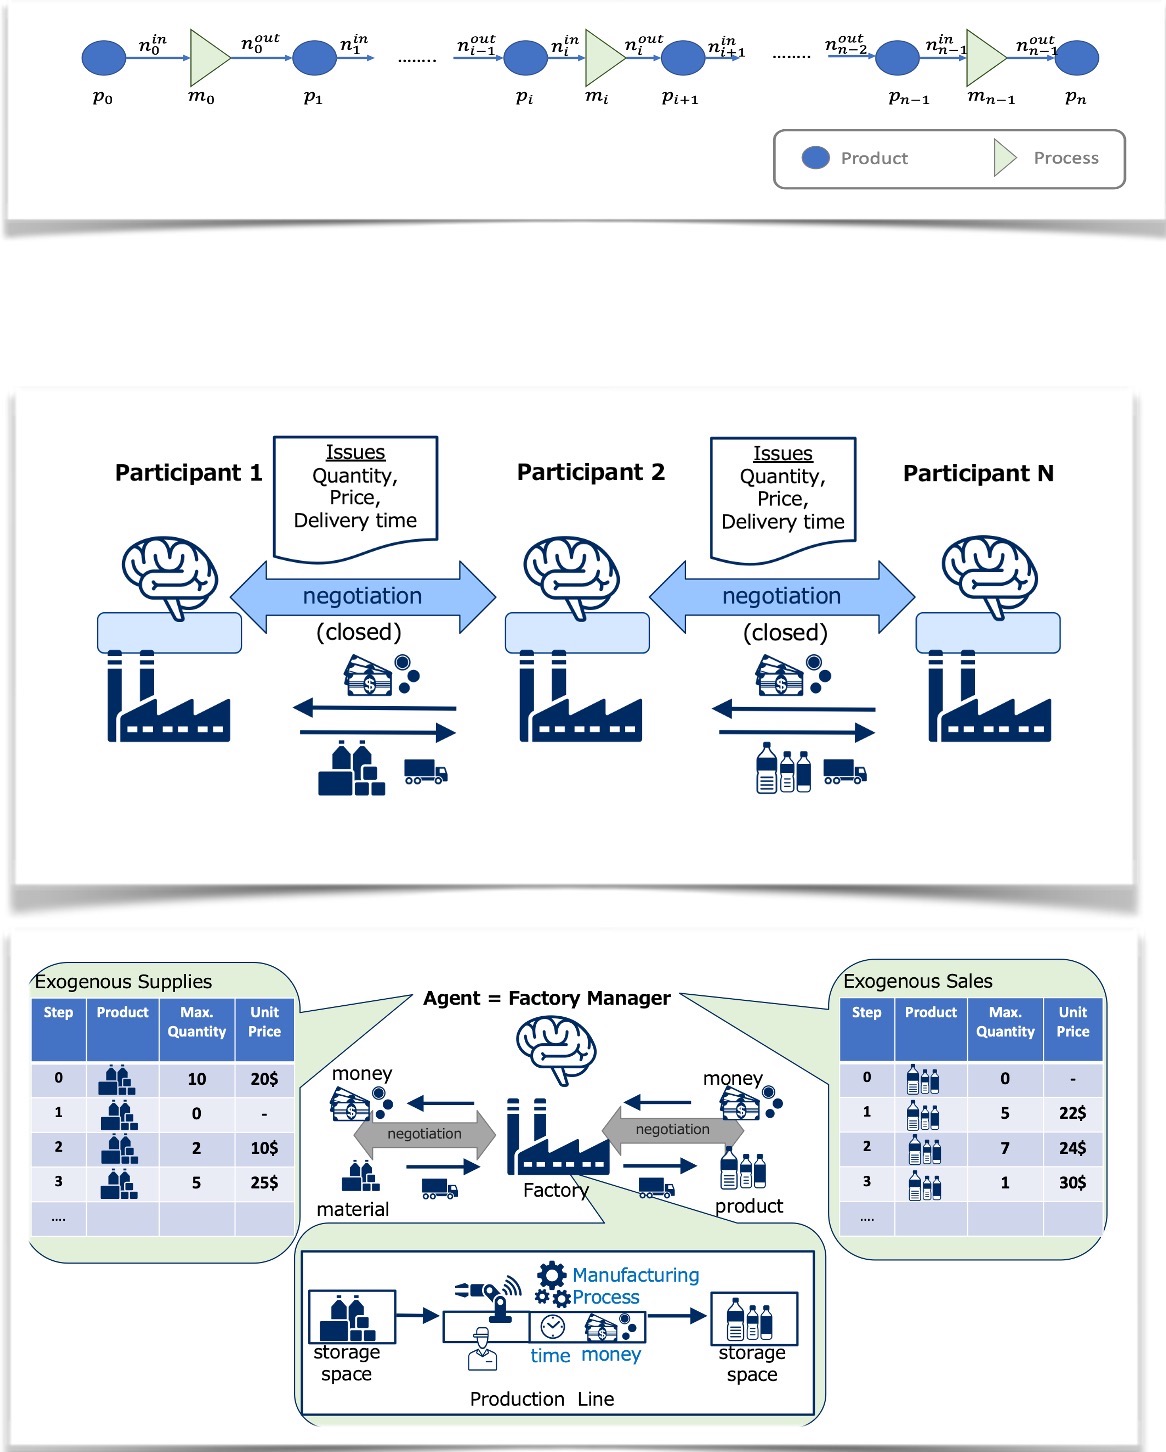 n_0^in n_0^out n_1^in n_{i-1}^out n_i^in n_i^out n_{i+1}^in n_{n-2}^out n_{n-1}^in n_{n-1}^out
........ ........
p_0 m_0 p_1 p_i m_i p_{i+1} p_{n-1} m_{n-1} p_n
Product Process
Participant 1
Issues
Quantity,
Price,
Delivery time
Participant 2
Issues
Quantity,
Price,
Delivery time
Participant N
negotiation
(closed)
negotiation
(closed)
$
$
Exogenous Supplies
Step Product Max. Quantity Unit Price
0 10 20$
1 0 -
2 2 10$
3 5 25$
....
Agent = Factory Manager
money
negotiation
material
Factory
money
negotiation
product
Exogenous Sales
Step Product Max. Quantity Unit Price
0 0 -
1 5 22$
2 7 24$
3 1 30$
....
Manufacturing
Process
storage
space
time money
storage
space
Production Line